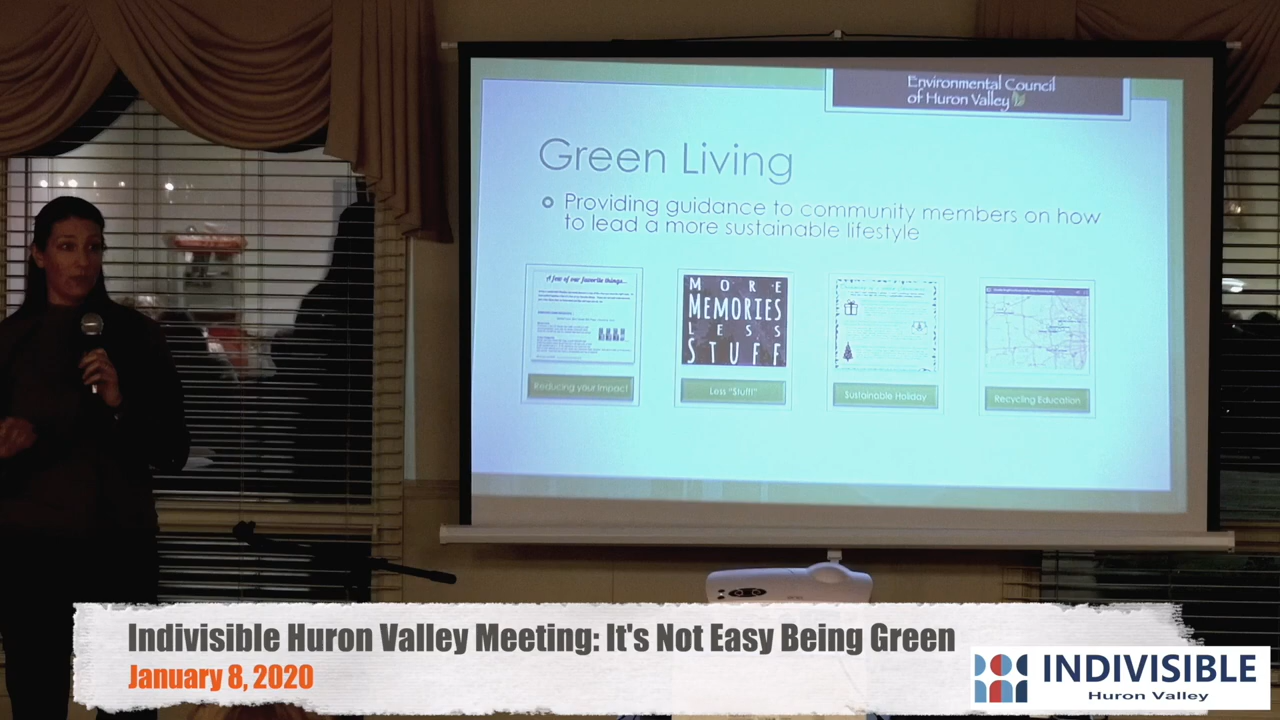 Environmental Council
of Huron Valley
Green Living
Providing guidance to community members on how
to lead a more sustainable lifestyle
A few of our favorite things...
MORE
MEMORIES
LESS
STUFF
Reducing your Impact
Less "Stuff!"
Sustainable Holiday
Recycling Education
Indivisible Huron Valley Meeting: It's Not Easy Being Green
January 8, 2020
INDIVISIBLE
Huron Valley